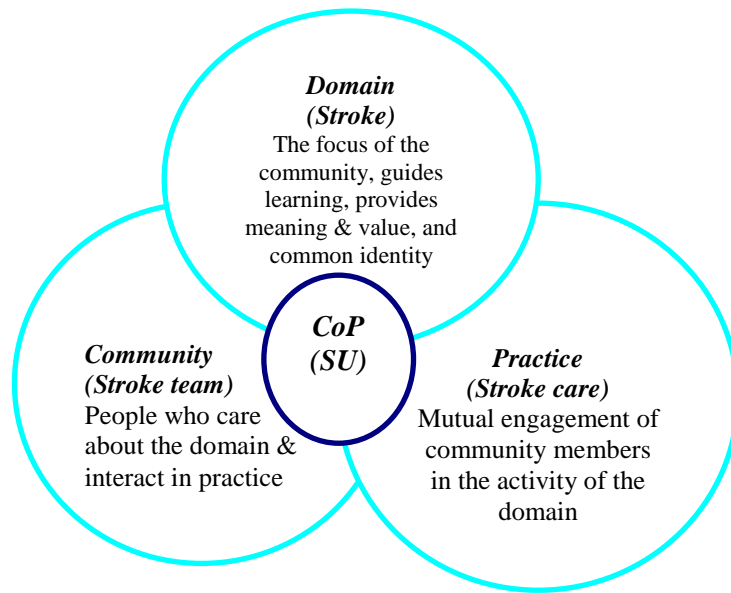 Domain
(Stroke)
The focus of the
community, guides
learning, provides
meaning & value, and
common identity
CoP
(SU)
Community
(Stroke team)
People who care
about the domain &
interact in practice
Practice
(Stroke care)
Mutual engagement of
community members
in the activity of the
domain